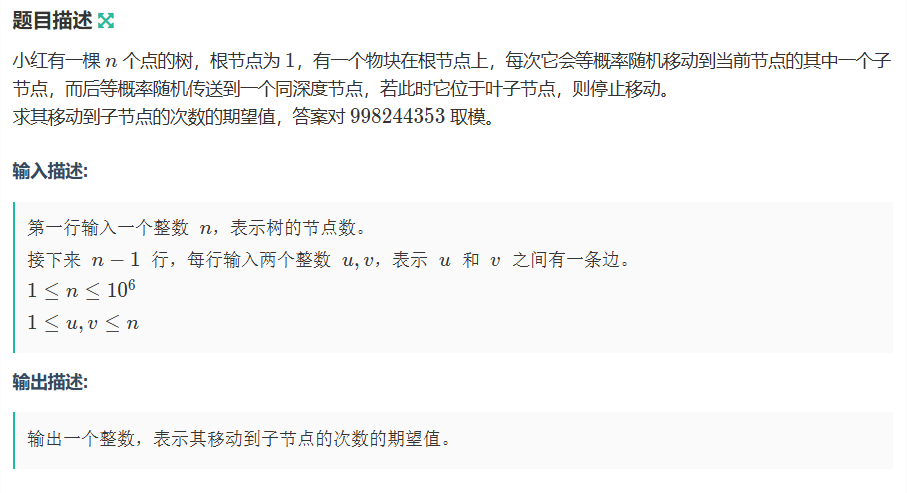 题目描述
小红有一棵 n 个点的树，根节点为 1，有一个物块在根节点上，每次它会等概率随机移动到当前节点的其中一个子
节点，而后等概率随机传送到一个同深度节点，若此时它位于叶子节点，则停止移动。
求其移动到子节点的次数的期望值，答案对 998244353 取模。
输入描述:
第一行输入一个整数 n，表示树的节点数。
接下来 n − 1 行，每行输入两个整数 u, v，表示 u 和 v 之间有一条边。
1 ≤ n ≤ 10⁶
1 ≤ u, v ≤ n
输出描述:
输出一个整数，表示其移动到子节点的次数的期望值。